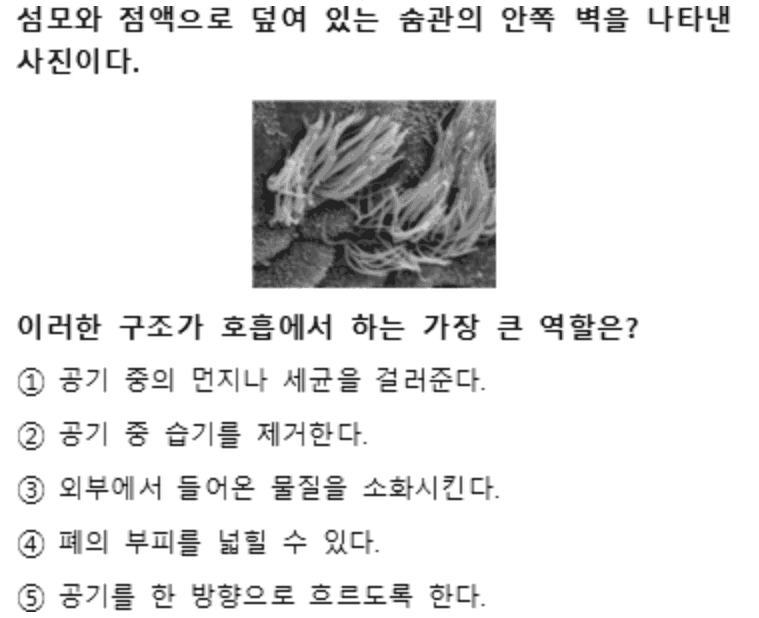 섬모와 점액으로 덮여 있는 숨관의 안쪽 벽을 나타낸
사진이다.
이러한 구조가 호흡에서 하는 가장 큰 역할은?
① 공기 중의 먼지나 세균을 걸러준다.
② 공기 중 습기를 제거한다.
③ 외부에서 들어온 물질을 소화시킨다.
④ 폐의 부피를 넓힐 수 있다.
⑤ 공기를 한 방향으로 흐르도록 한다.